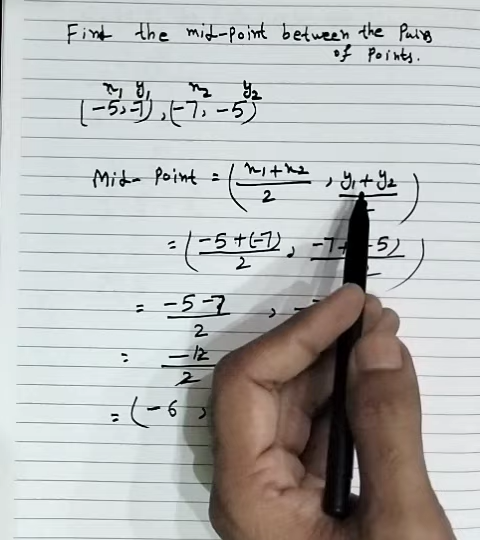 Find the mid-point between the Pairs
of Points.
x₁ y₁ x₂ y₂
(-5,-7), (-7, -5)
Mid-Point = ( x₁+x₂ / 2 , y₁+y₂ / )
= ( -5+(-7) / 2 , -7+ -5) / 2 )
= -5-7 / 2 , -
= -12 / 2
= (-6 ,